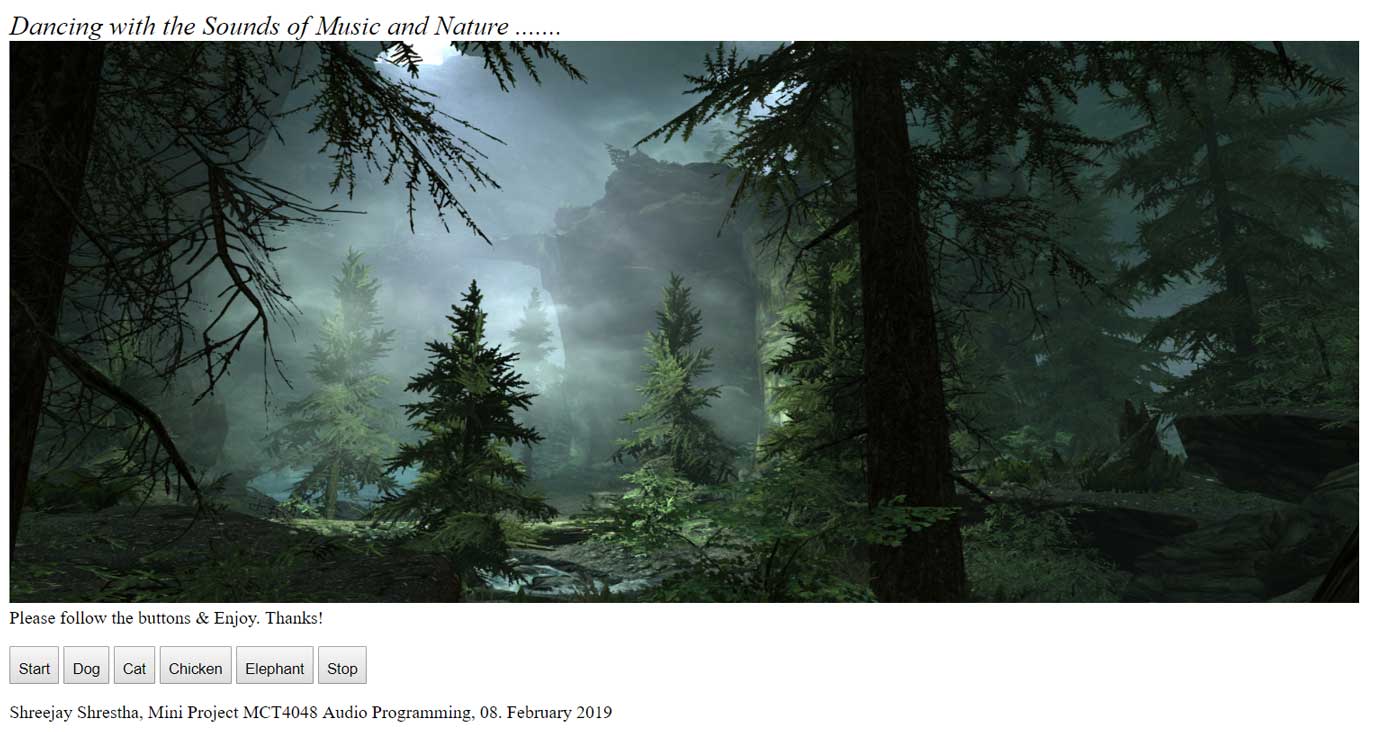 Dancing with the Sounds of Music and Nature .......
Please follow the buttons & Enjoy. Thanks!
Start Dog Cat Chicken Elephant Stop
Shreejay Shrestha, Mini Project MCT4048 Audio Programming, 08. February 2019